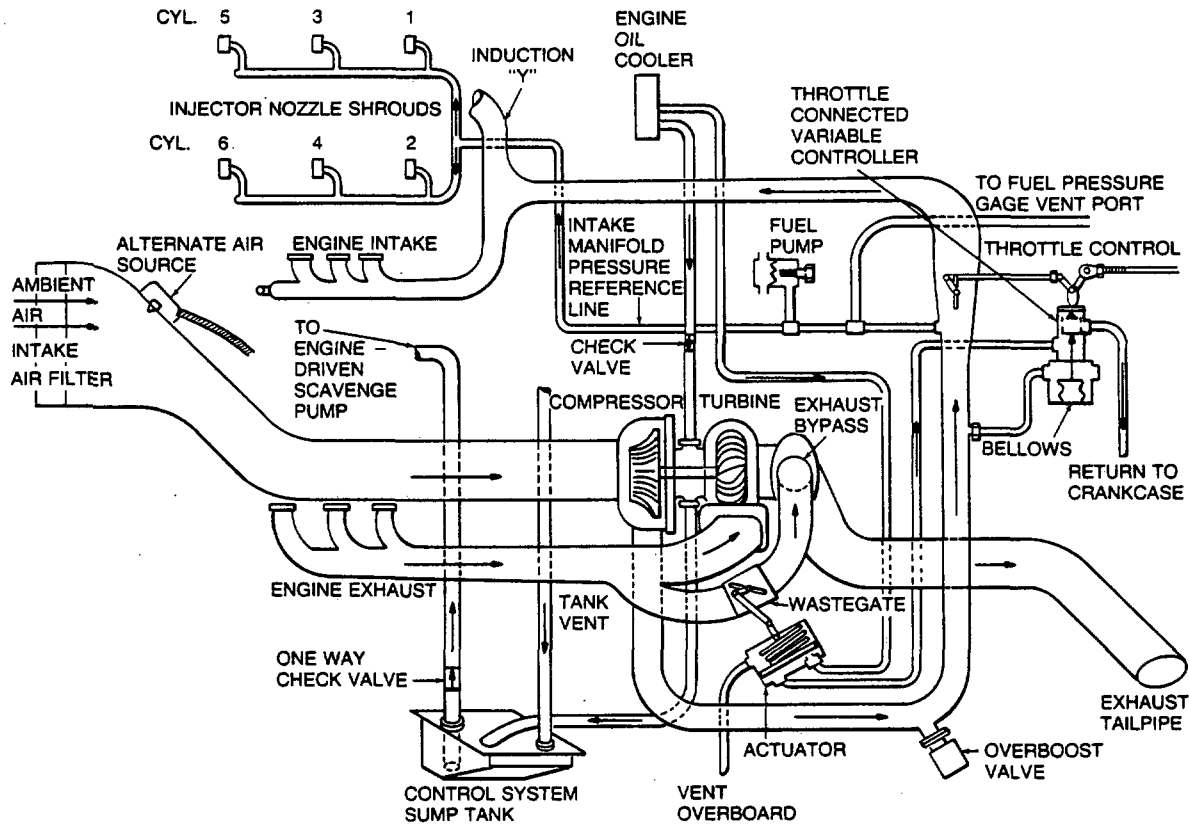 CYL. 5 3 1
INJECTOR NOZZLE SHROUDS
CYL.
6. 4 2
INDUCTION
"Y"
ENGINE
OIL
COOLER
THROTTLE
CONNECTED
VARIABLE
CONTROLLER
TO FUEL PRESSURE
GAGE VENT PORT
THROTTLE CONTROL
ALTERNATE AIR
SOURCE
ENGINE INTAKE
INTAKE
MANIFOLD
PRESSURE
REFERENCE
LINE
FUEL
PUMP
AMBIENT
AIR
INTAKE
AIR FILTER
TO
ENGINE –
DRIVEN
SCAVENGE
PUMP
CHECK
VALVE
COMPRESSOR TURBINE
EXHAUST
BYPASS
BELLOWS
RETURN TO
CRANKCASE
ENGINE EXHAUST
TANK
VENT
WASTEGATE
ONE WAY
CHECK VALVE
ACTUATOR
EXHAUST
TAILPIPE
OVERBOOST
VALVE
CONTROL SYSTEM
SUMP TANK
VENT
OVERBOARD